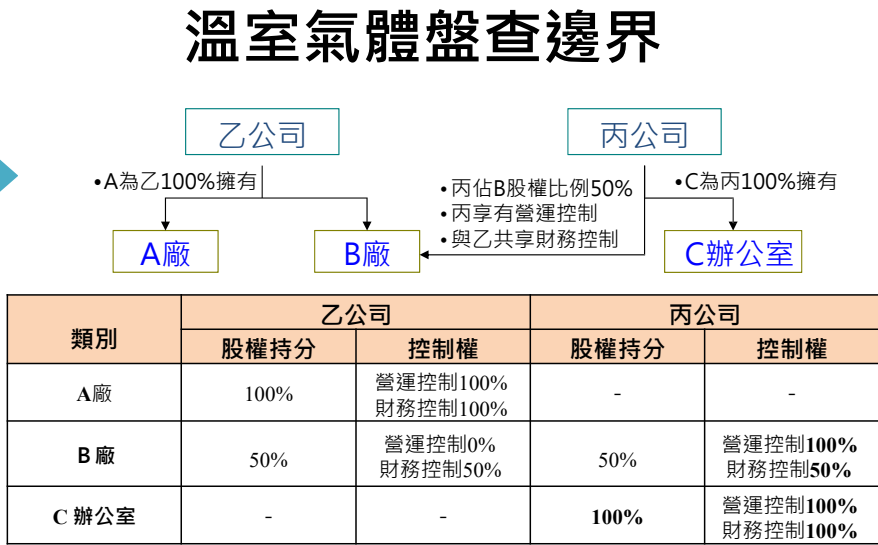 溫室氣體盤查邊界
乙公司
丙公司
•A為乙100%擁有
•丙佔B股權比例50%
•丙享有營運控制
•與乙共享財務控制
•C為丙100%擁有
A廠
B廠
C辦公室
類別
乙公司
丙公司
股權持分
控制權
股權持分
控制權
A廠
100%
營運控制100%
財務控制100%
-
-
B 廠
50%
營運控制0%
財務控制50%
50%
營運控制100%
財務控制50%
C 辦公室
-
-
100%
營運控制100%
財務控制100%